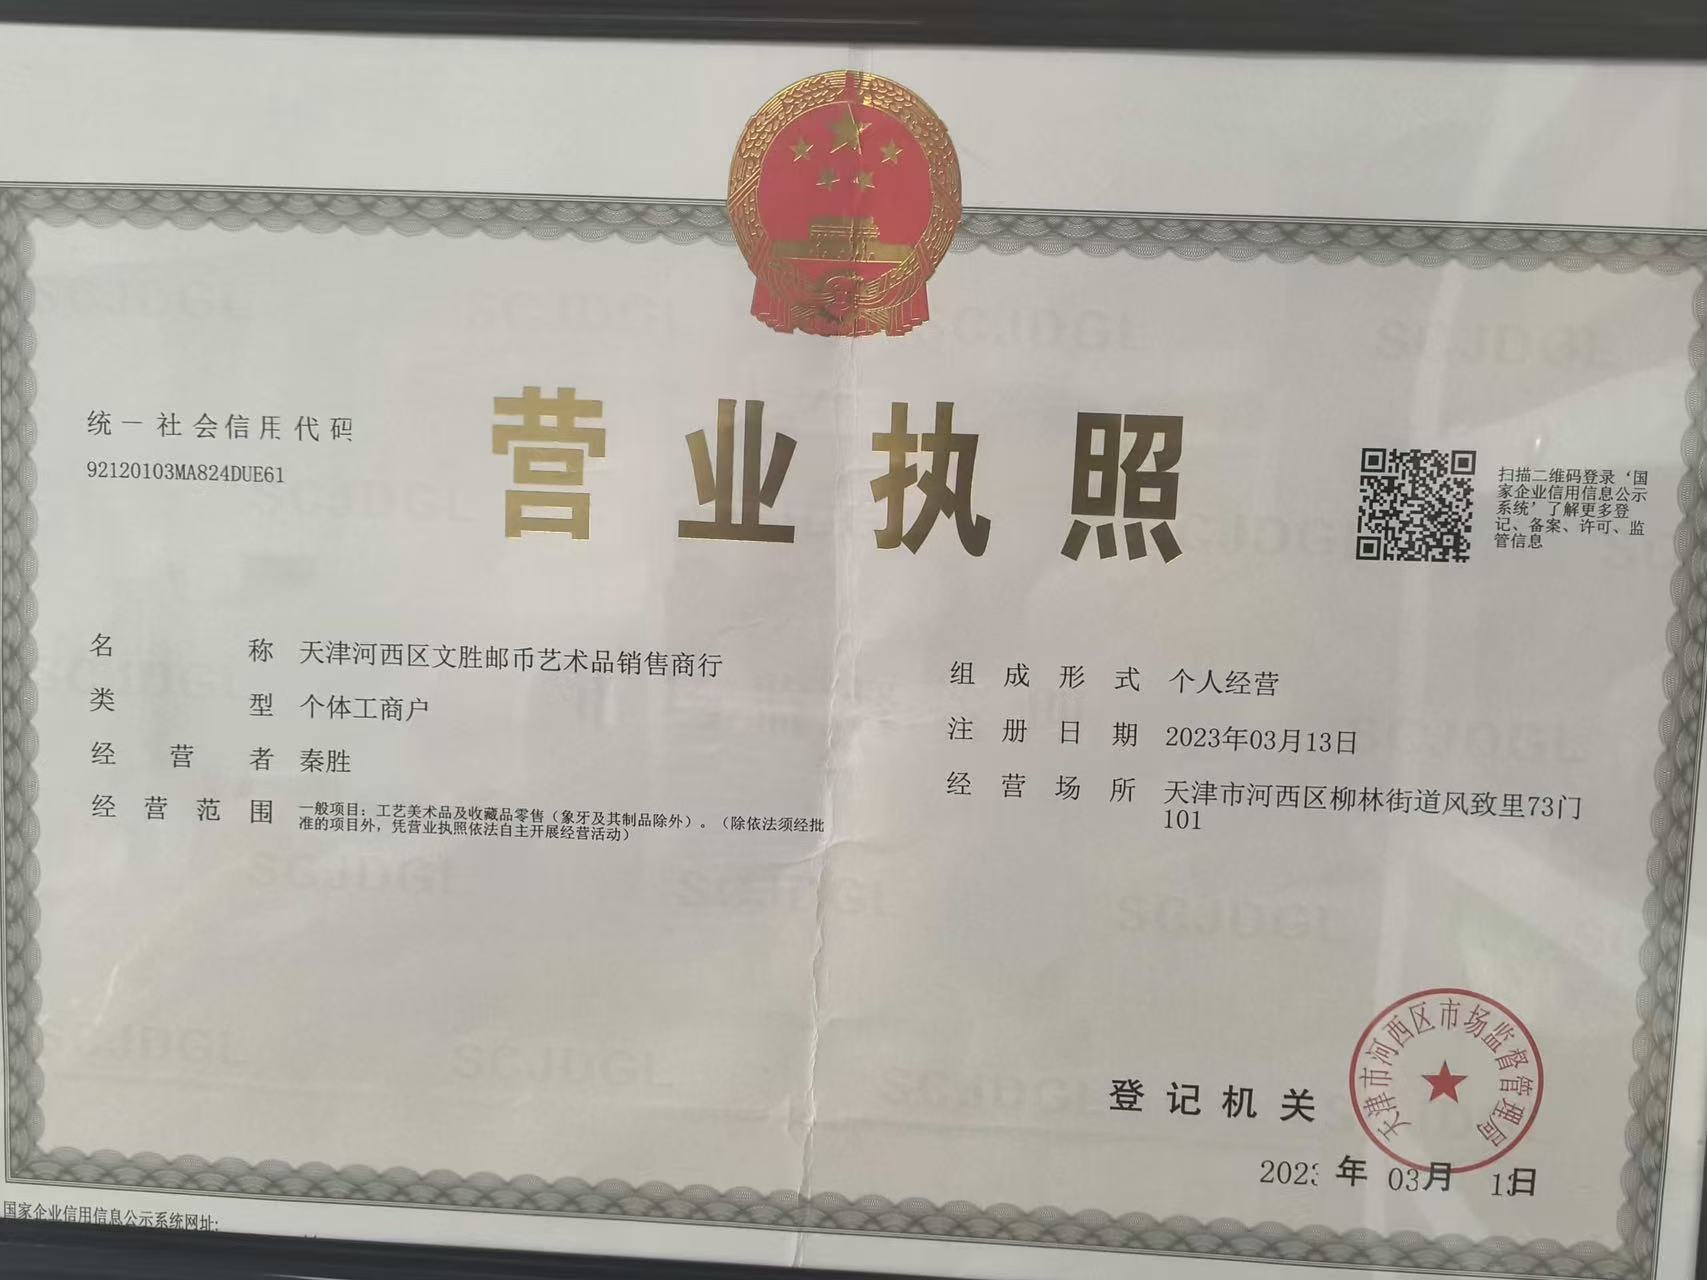 营业执照
统一社会信用代码
92120103MA824DUE61
扫描二维码登录‘国
家企业信用信息公示
系统’了解更多登
记、备案、许可、监
管信息
名称 天津河西区文胜邮币艺术品销售商行
类型 个体工商户
经营者 秦胜
经营范围 一般项目：工艺美术品及收藏品零售（象牙及其制品除外）。（除依法须经批
准的项目外，凭营业执照依法自主开展经营活动）
组成形式 个人经营
注册日期 2023年03月13日
经营场所 天津市河西区柳林街道风致里73门
101
登记机关
天津市河西区市场监督管理局
2023年03月13日
国家企业信用信息公示系统网址:
SCJDGL